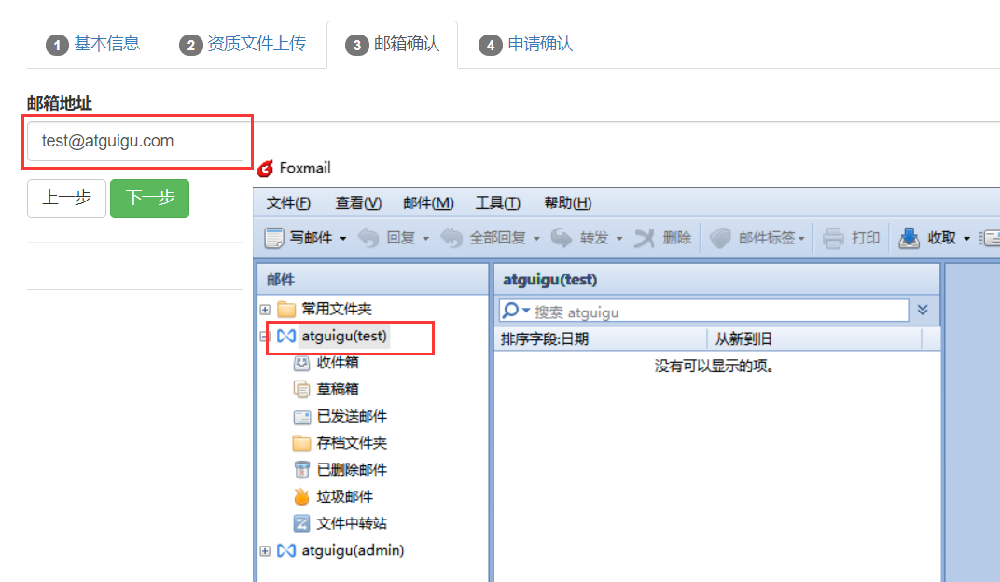 1 基本信息 2 资质文件上传 3 邮箱确认 4 申请确认
邮箱地址
test@atguigu.com
上一步 下一步
Foxmail
文件(F) 查看(V) 邮件(M) 工具(T) 帮助(H)
写邮件 回复 全部回复 转发 删除 邮件标签 打印 收取
邮件
atguigu(test)
常用文件夹
搜索 atguigu
atguigu(test)
排序字段:日期 从新到旧
收件箱
没有可以显示的项。
草稿箱
已发送邮件
存档文件夹
已删除邮件
垃圾邮件
文件中转站
atguigu(admin)